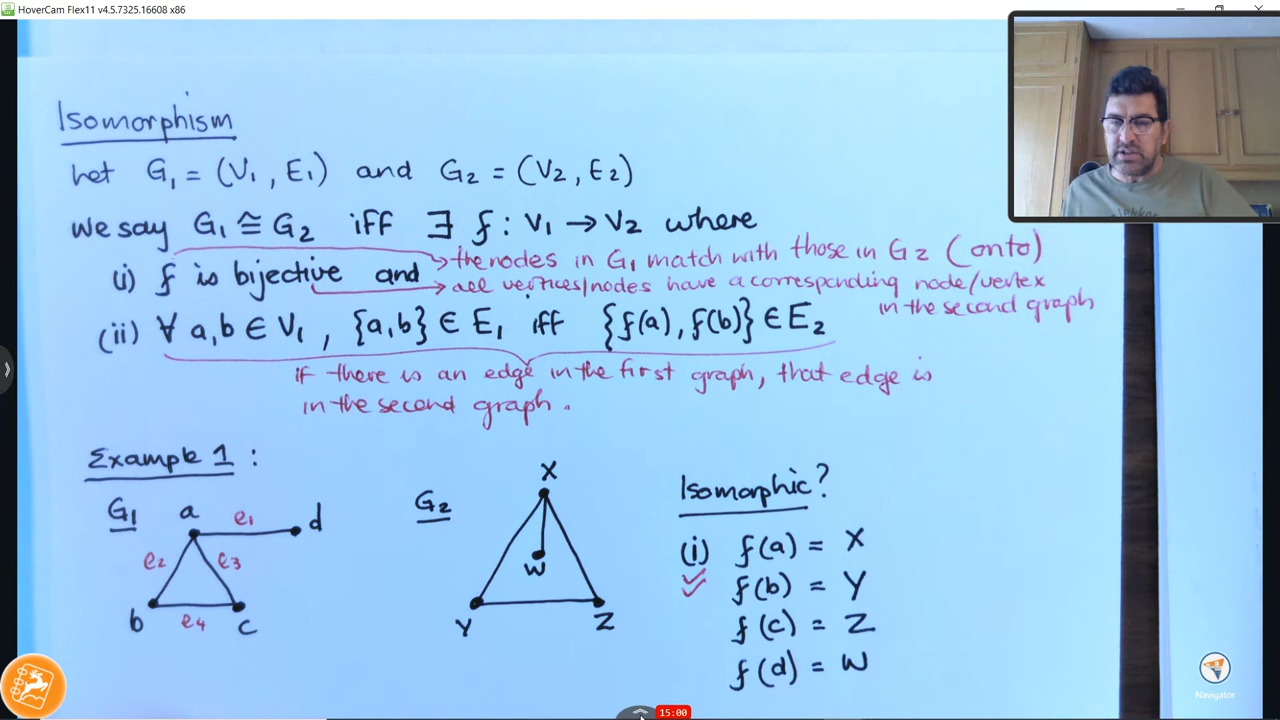 HoverCam Flex11 v4.5.7325.16608 x86
Isomorphism
Let G₁ = (V₁, E₁) and G₂ = (V₂, E₂)
We say G₁ ≅ G₂ iff ∃ f : V₁ → V₂ where
(i) f is bijective and
the nodes in G₁ match with those in G₂ (onto)
all vertices/nodes have a corresponding node/vertex
in the second graph
(ii) ∀ a,b ∈ V₁, {a,b} ∈ E₁ iff {f(a), f(b)} ∈ E₂
if there is an edge in the first graph, that edge is
in the second graph.
Example 1 :
G₁
a
e₁
d
e₂
e₃
b
e₄
c
G₂
X
W
Y
Z
Isomorphic?
(i) f(a) = X
f(b) = Y
f(c) = Z
f(d) = W
Navigator
15:00